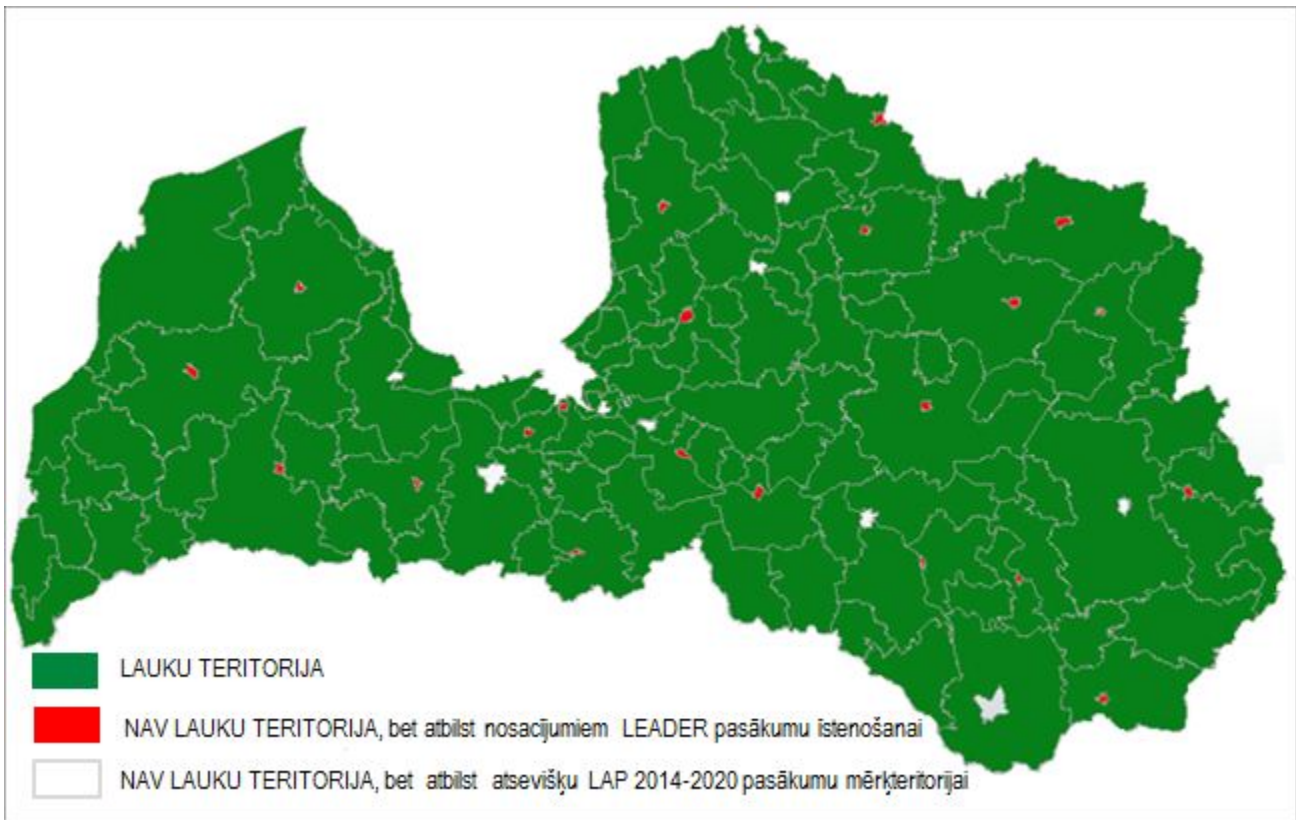 LAUKU TERITORIJA
NAV LAUKU TERITORIJA, bet atbilst nosacījumiem LEADER pasākumu īstenošanai
NAV LAUKU TERITORIJA, bet atbilst atsevišķu LAP 2014-2020 pasākumu mērķteritorijai